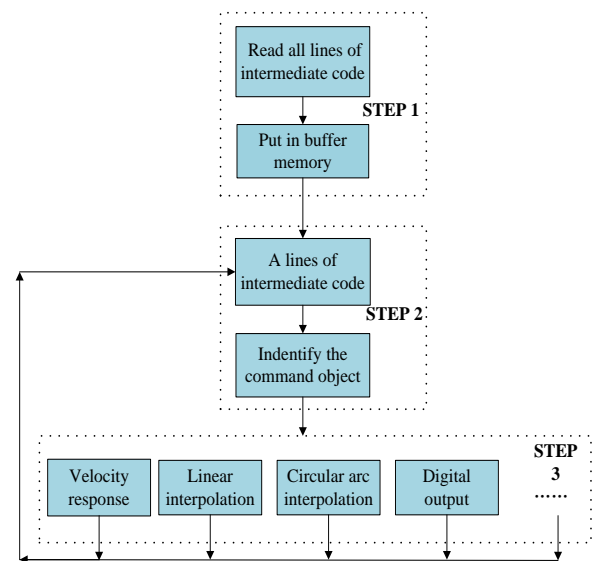 Read all lines of
intermediate code
STEP 1
Put in buffer
memory
A lines of
intermediate code
STEP 2
Indentify the
command object
STEP
3
......
Velocity
response
Linear
interpolation
Circular arc
interpolation
Digital
output